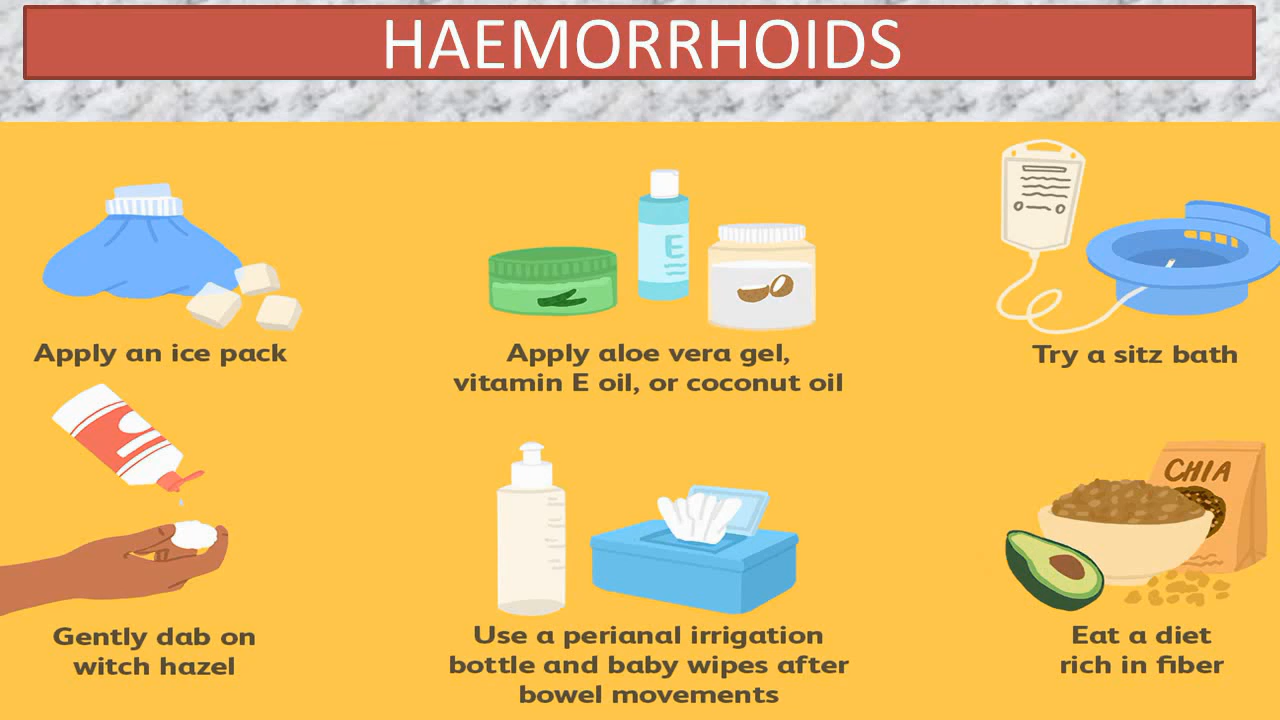 HAEMORRHOIDS
E
Apply an ice pack
Apply aloe vera gel,
vitamin E oil, or coconut oil
Try a sitz bath
CHIA
Gently dab on
witch hazel
Use a perianal irrigation
bottle and baby wipes after
bowel movements
Eat a diet
rich in fiber